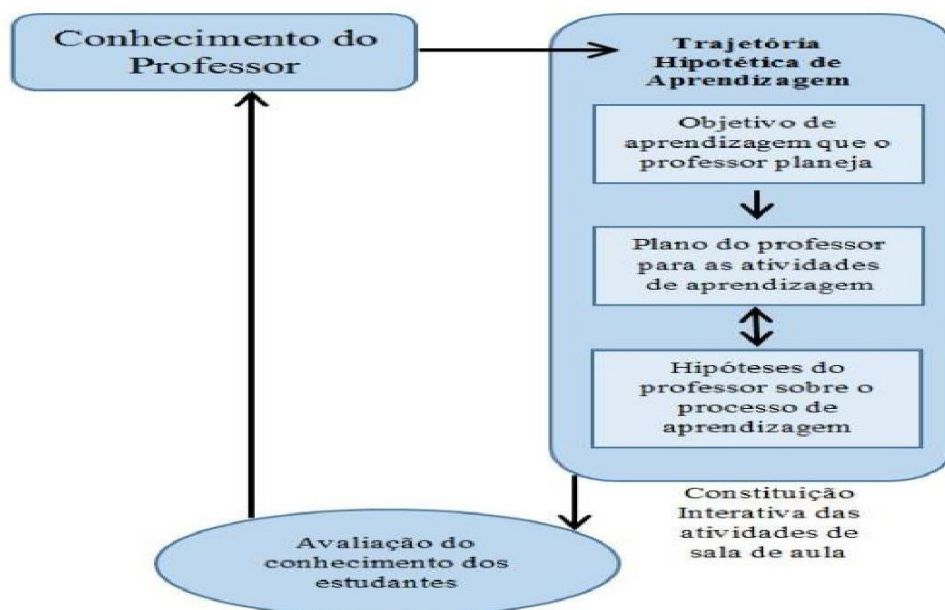 Conhecimento do
Professor
Trajetória
Hipotética de
Aprendizagem
Objetivo de
aprendizagem que o
professor planeja
Plano do professor
para as atividades
de aprendizagem
Hipóteses do
professor sobre o
processo de
aprendizagem
Constituição
Interativa das
atividades de
sala de aula
Avaliação do
conhecimento dos
estudantes